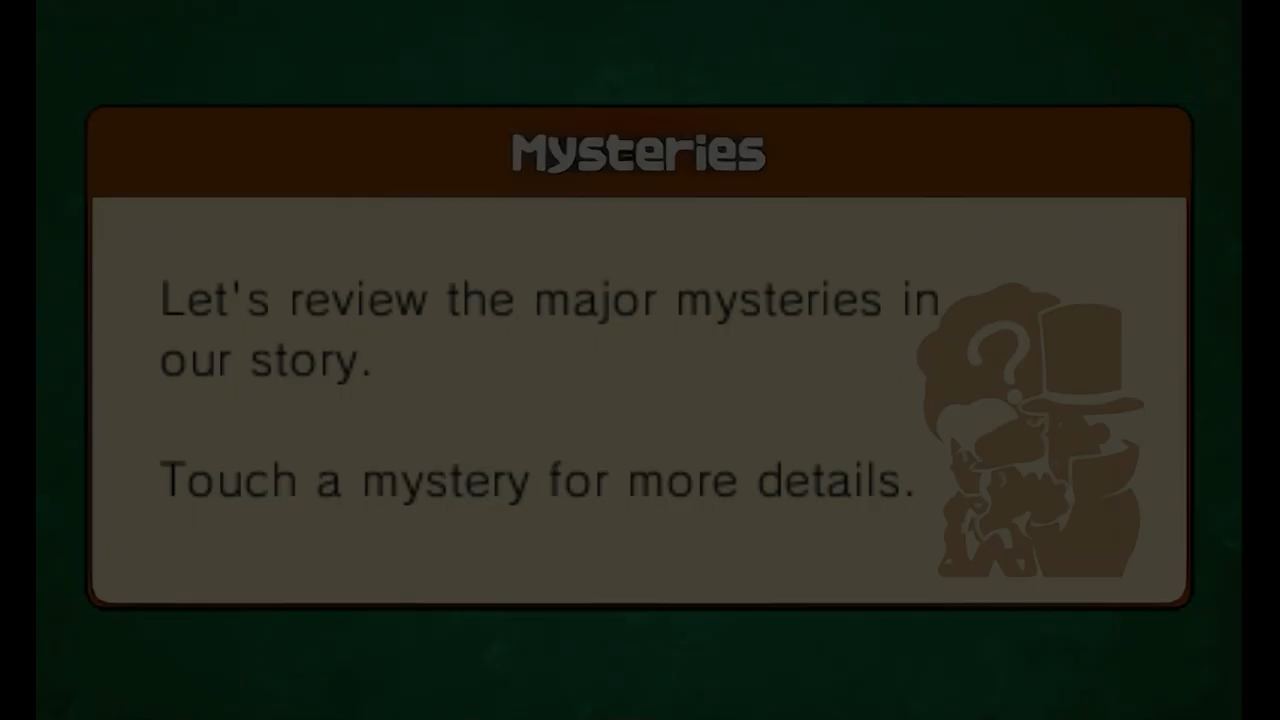 Mysteries
Let's review the major mysteries in
our story.
Touch a mystery for more details.